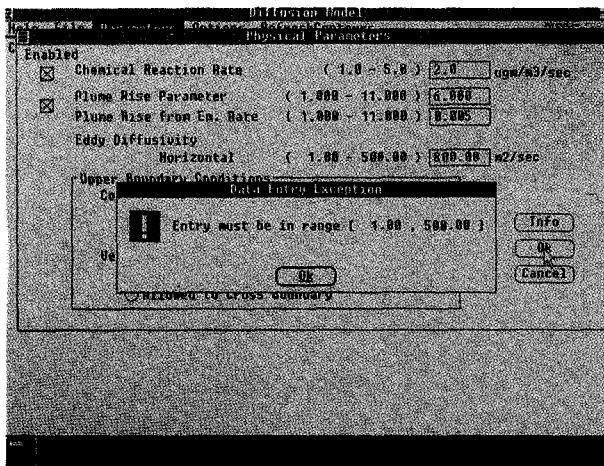 Diffusion Model
Physical Parameters
Enabled
Chemical Reaction Rate ( 1.0 - 5.0 ) 2.0 ugm/m3/sec
Plume Rise Parameter ( 1.000 - 11.000 ) 6.000
Plume Rise from Em. Rate ( 1.000 - 11.000 ) 0.005
Eddy Diffusivity
Horizontal ( 1.00 - 500.00 ) 800.00 m2/sec
Upper Boundary Conditions
Co
Data Entry Exception
! Entry must be in range [ 1.00 , 500.00 ]
Info
Ok
Ve
Ok
Cancel
Allowed to Cross Boundary